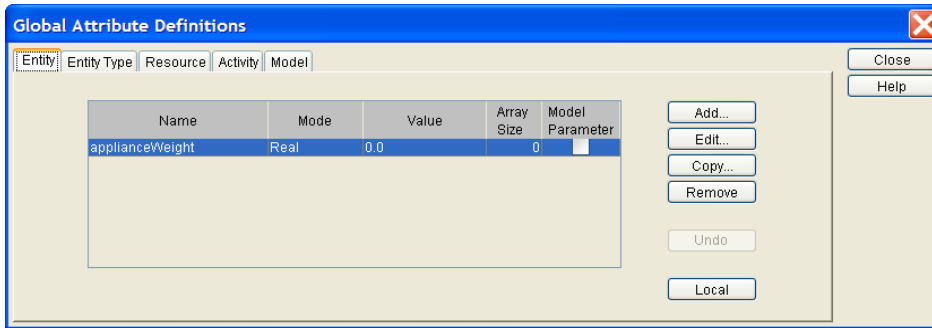 Global Attribute Definitions
Entity Entity Type Resource Activity Model
Close
Help
Name Mode Value Array Size Model Parameter
applianceWeight Real 0.0 0
Add...
Edit...
Copy...
Remove
Undo
Local